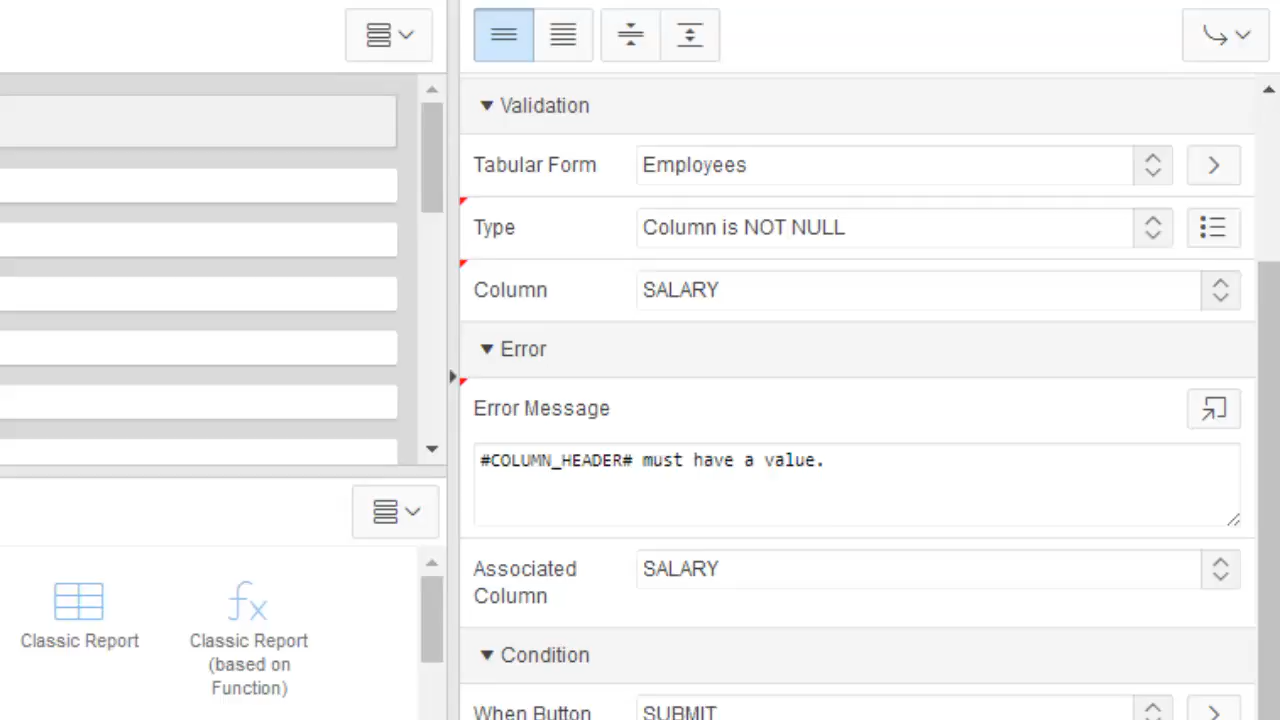 Validation
Tabular Form Employees
Type Column is NOT NULL
Column SALARY
Error
Error Message
#COLUMN_HEADER# must have a value.
Associated
Column
SALARY
Condition
When Button SUBMIT
Classic Report
Classic Report
(based on
Function)